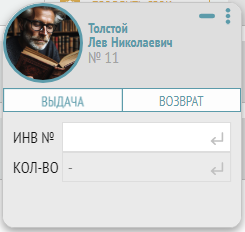 Толстой
Лев Николаевич
№ 11
ВЫДАЧА
ВОЗВРАТ
ИНВ №
КОЛ-ВО -